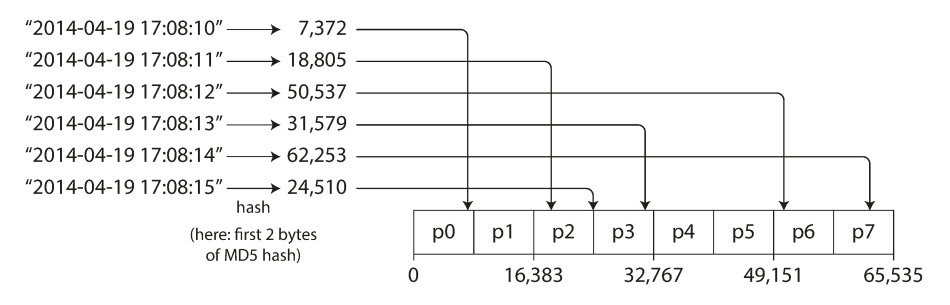 “2014-04-19 17:08:10” 7,372
“2014-04-19 17:08:11” 18,805
“2014-04-19 17:08:12” 50,537
“2014-04-19 17:08:13” 31,579
“2014-04-19 17:08:14” 62,253
“2014-04-19 17:08:15” 24,510
hash
(here: first 2 bytes
of MD5 hash)
p0 p1 p2 p3 p4 p5 p6 p7
0 16,383 32,767 49,151 65,535